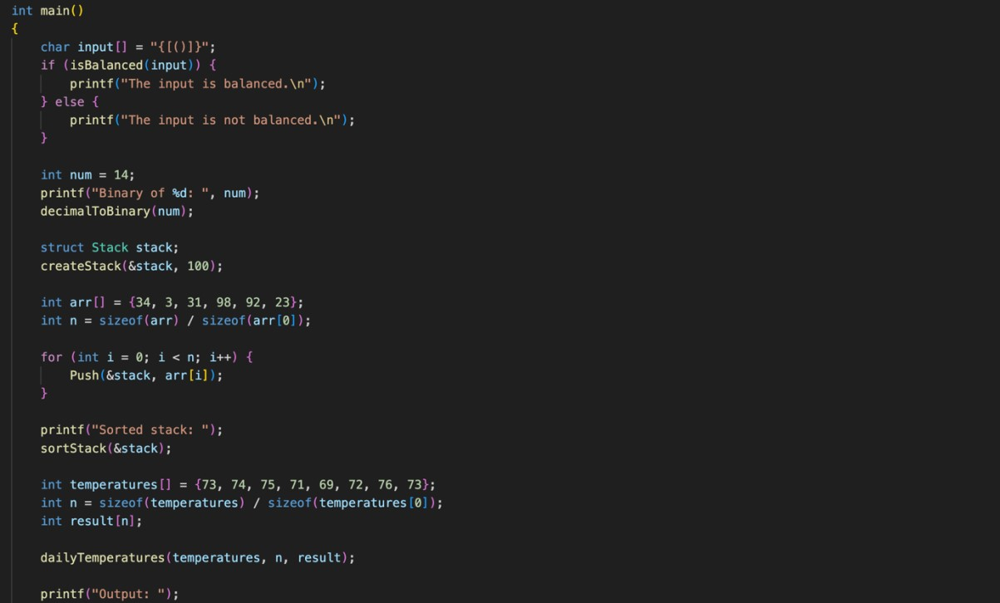 int main()
{
    char input[] = "{[()]}";
    if (isBalanced(input)) {
        printf("The input is balanced.\n");
    } else {
        printf("The input is not balanced.\n");
    }

    int num = 14;
    printf("Binary of %d: ", num);
    decimalToBinary(num);

    struct Stack stack;
    createStack(&stack, 100);

    int arr[] = {34, 3, 31, 98, 92, 23};
    int n = sizeof(arr) / sizeof(arr[0]);

    for (int i = 0; i < n; i++) {
        Push(&stack, arr[i]);
    }

    printf("Sorted stack: ");
    sortStack(&stack);

    int temperatures[] = {73, 74, 75, 71, 69, 72, 76, 73};
    int n = sizeof(temperatures) / sizeof(temperatures[0]);
    int result[n];

    dailyTemperatures(temperatures, n, result);

    printf("Output: ");